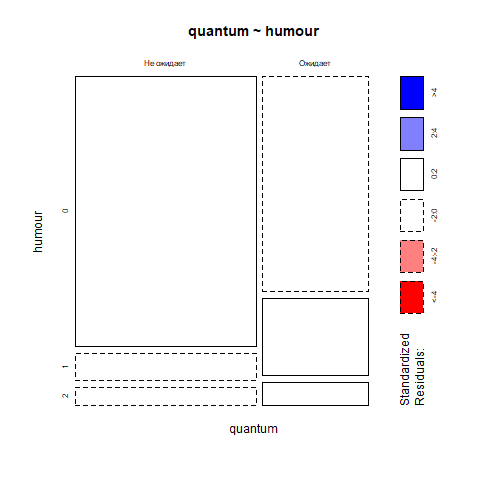 quantum ~ humour
Не ожидает
Ожидает
humour
0
1
2
quantum
>4
2:4
0:2
-2:0
-4:-2
<-4
Standardized
Residuals: